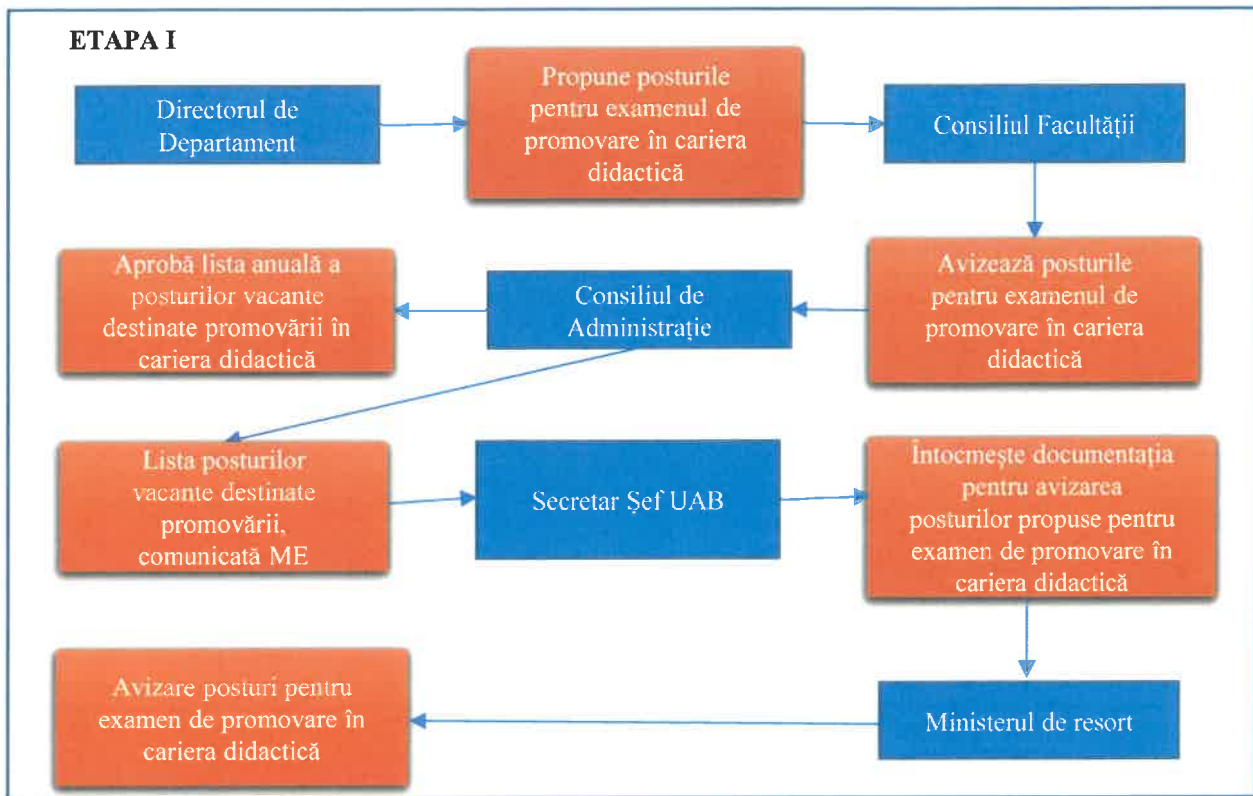 ETAPA I
Directorul de
Departament
Propune posturile
pentru examenul de
promovare în cariera
didactică
Consiliul Facultății
Avizează posturile
pentru examenul de
promovare în cariera
didactică
Consiliul de
Administrație
Aprobă lista anuală a
posturilor vacante
destinate promovării în
cariera didactică
Lista posturilor
vacante destinate
promovării,
comunicată ME
Secretar Șef UAB
Întocmește documentația
pentru avizarea
posturilor propuse pentru
examen de promovare în
cariera didactică
Ministerul de resort
Avizare posturi pentru
examen de promovare în
cariera didactică